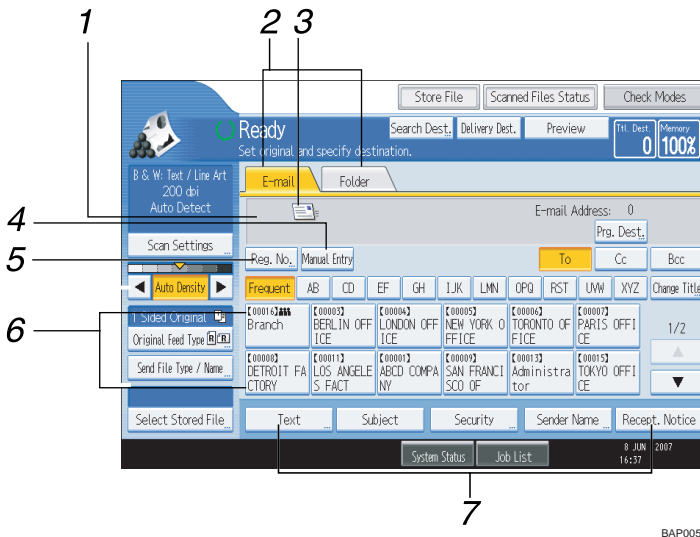 1
2
3
Store File
Scanned Files Status
Check Modes
Ready
Search Dest.
Delivery Dest.
Preview
Ttl. Dest.
0
Memory
100%
Set original and specify destination.
B & W: Text / Line Art
200 dpi
Auto Detect
E-mail
Folder
E-mail Address: 0
Prg. Dest.
4
Scan Settings
5
Reg. No.
Manual Entry
To
Cc
Bcc
Auto Density
Frequent
AB
CD
EF
GH
IJK
LMN
OPQ
RST
UVW
XYZ
Change Title
6
1 Sided Original
Original Feed Type
R
R
Send File Type / Name
[00016]
Branch
[00003]
BERLIN OFF
ICE
[00004]
LONDON OFF
ICE
[00005]
NEW YORK O
FFICE
[00006]
TORONTO OF
FICE
[00007]
PARIS OFFI
CE
1/2
[00008]
DETROIT FA
CTORY
[00011]
LOS ANGELE
S FACT
[00001]
ABCD COMPA
NY
[00009]
SAN FRANCI
SCO OF
[00013]
Administra
tor
[00015]
TOKYO OFFI
CE
Select Stored File
Text
Subject
Security
Sender Name
Recept. Notice
System Status
Job List
8 JUN 2007
16:37
7
BAP005